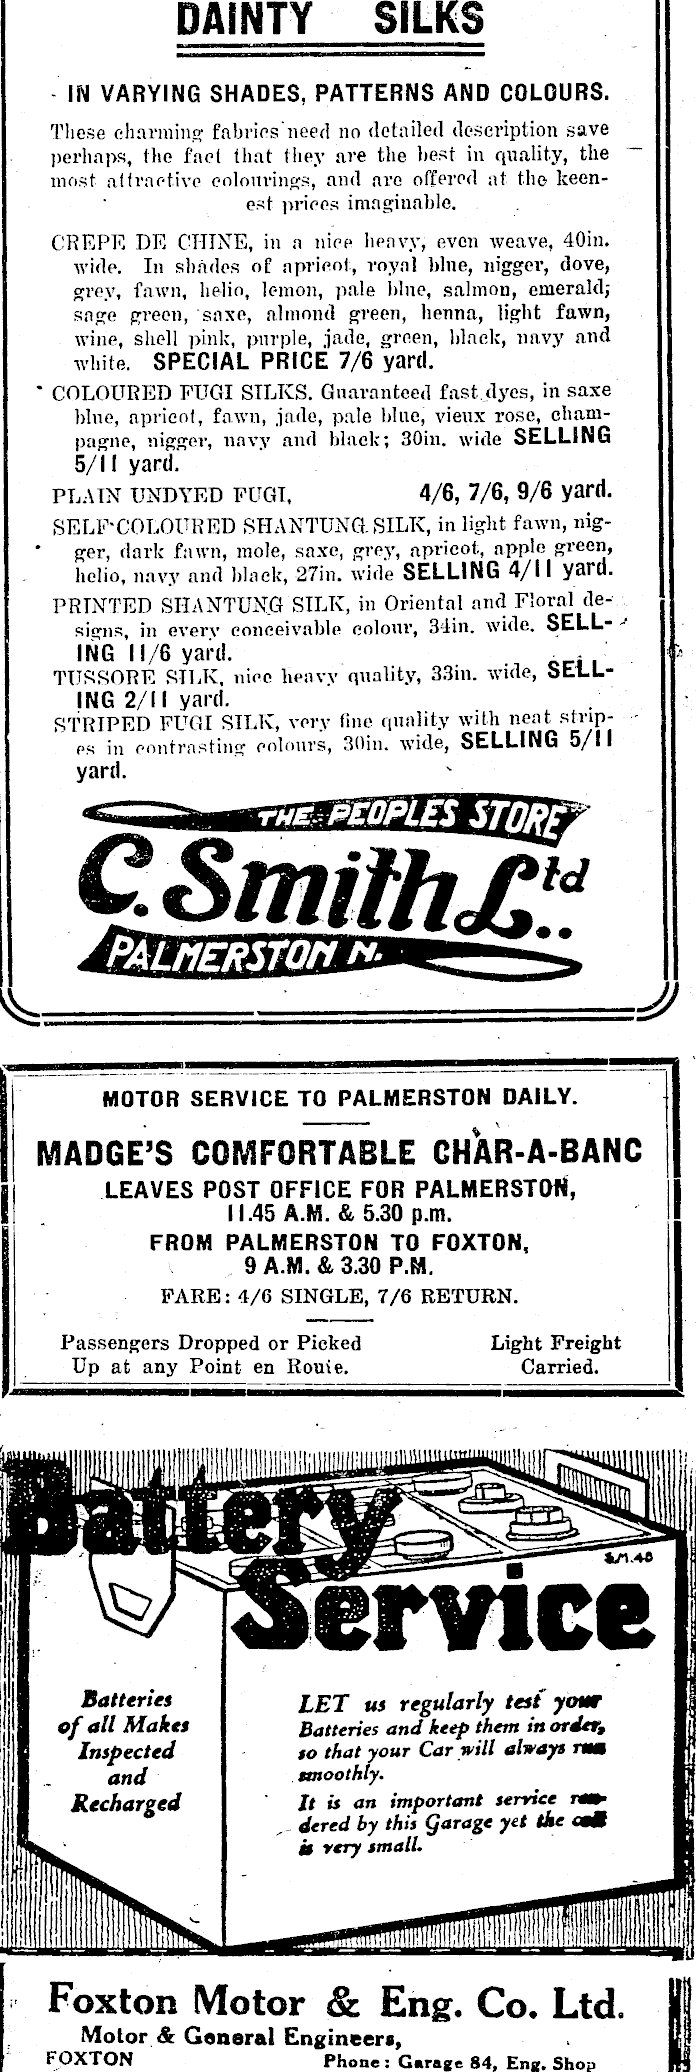 DAINTY SILKS
IN VARYING SHADES, PATTERNS AND COLOURS.
These charming fabrics need no detailed description save
perhaps, the fact that they are the best in quality, the
most attractive colourings, and are offered at the keen-
est prices imaginable.
CREPE DE CHINE, in a nice heavy, even weave, 40in.
wide. In shades of apricot, royal blue, nigger, dove,
grey, fawn, helio, lemon, pale blue, salmon, emerald;
sage green, saxe, almond green, henna, light fawn,
wine, shell pink, purple, jade, green, black, navy and
white. SPECIAL PRICE 7/6 yard.
COLOURED FUGI SILKS. Guaranteed fast dyes, in saxe
blue, apricot, fawn, jade, pale blue, vieux rose, cham-
pagne, nigger, navy and black; 30in. wide SELLING
5/11 yard.
PLAIN UNDYED FUGI, 4/6, 7/6, 9/6 yard.
SELF-COLOURED SHANTUNG SILK, in light fawn, nig-
ger, dark fawn, mole, saxe, grey, apricot, apple green,
helio, navy and black, 27in. wide SELLING 4/11 yard.
PRINTED SHANTUNG SILK, in Oriental and Floral de-
signs, in every conceivable colour, 34in. wide. SELL-
ING 11/6 yard.
TUSSORE SILK, nice heavy quality, 33in. wide, SELL-
ING 2/11 yard.
STRIPED FUGI SILK, very fine quality with neat strip-
es in contrasting colours, 30in. wide, SELLING 5/11
yard.
THE PEOPLES STORE
C. Smith Ltd..
PALMERSTON N.
MOTOR SERVICE TO PALMERSTON DAILY.
MADGE'S COMFORTABLE CHAR-A-BANC
LEAVES POST OFFICE FOR PALMERSTON,
11.45 A.M. & 5.30 p.m.
FROM PALMERSTON TO FOXTON,
9 A.M. & 3.30 P.M.
FARE: 4/6 SINGLE, 7/6 RETURN.
Passengers Dropped or Picked
Up at any Point en Route.
Light Freight
Carried.
Battery
Service
S/1.48
Batteries
of all Makes
Inspected
and
Recharged
LET us regularly test your
Batteries and keep them in order,
so that your Car will always run
smoothly.
It is an important service ren-
dered by this Garage yet the cost
is very small.
Foxton Motor & Eng. Co. Ltd.
Motor & General Engineers,
FOXTON Phone: Garage 84, Eng. Shop